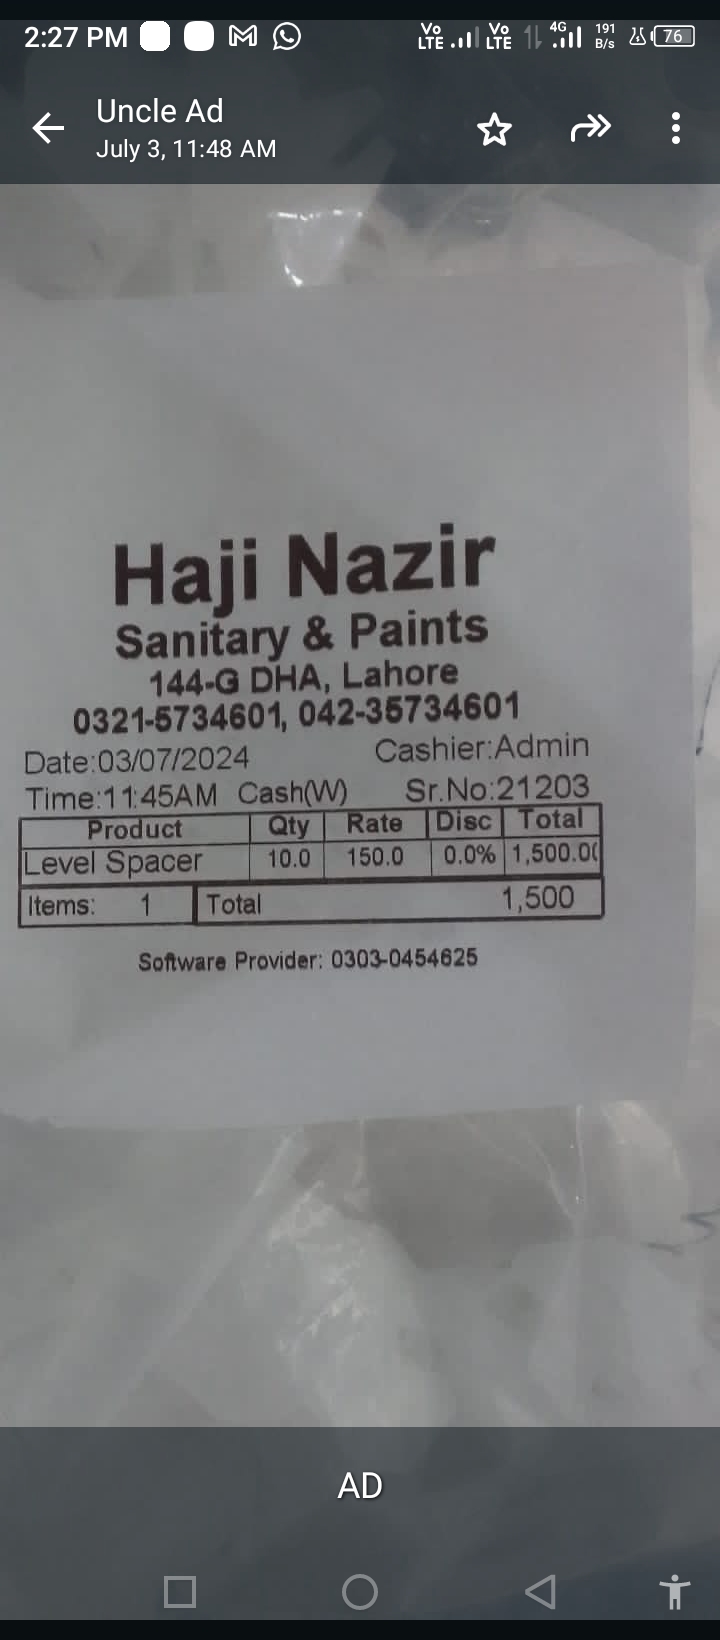 2:27 PM Vo LTE Vo LTE 4G 191 B/s 76
Uncle Ad
July 3, 11:48 AM
Haji Nazir
Sanitary & Paints
144-G DHA, Lahore
0321-5734601, 042-35734601
Date:03/07/2024 Cashier:Admin
Time:11:45AM Cash(W) Sr.No:21203
Product Qty Rate Disc Total
Level Spacer 10.0 150.0 0.0% 1,500.00
Items: 1 Total 1,500
Software Provider: 0303-0454625
AD